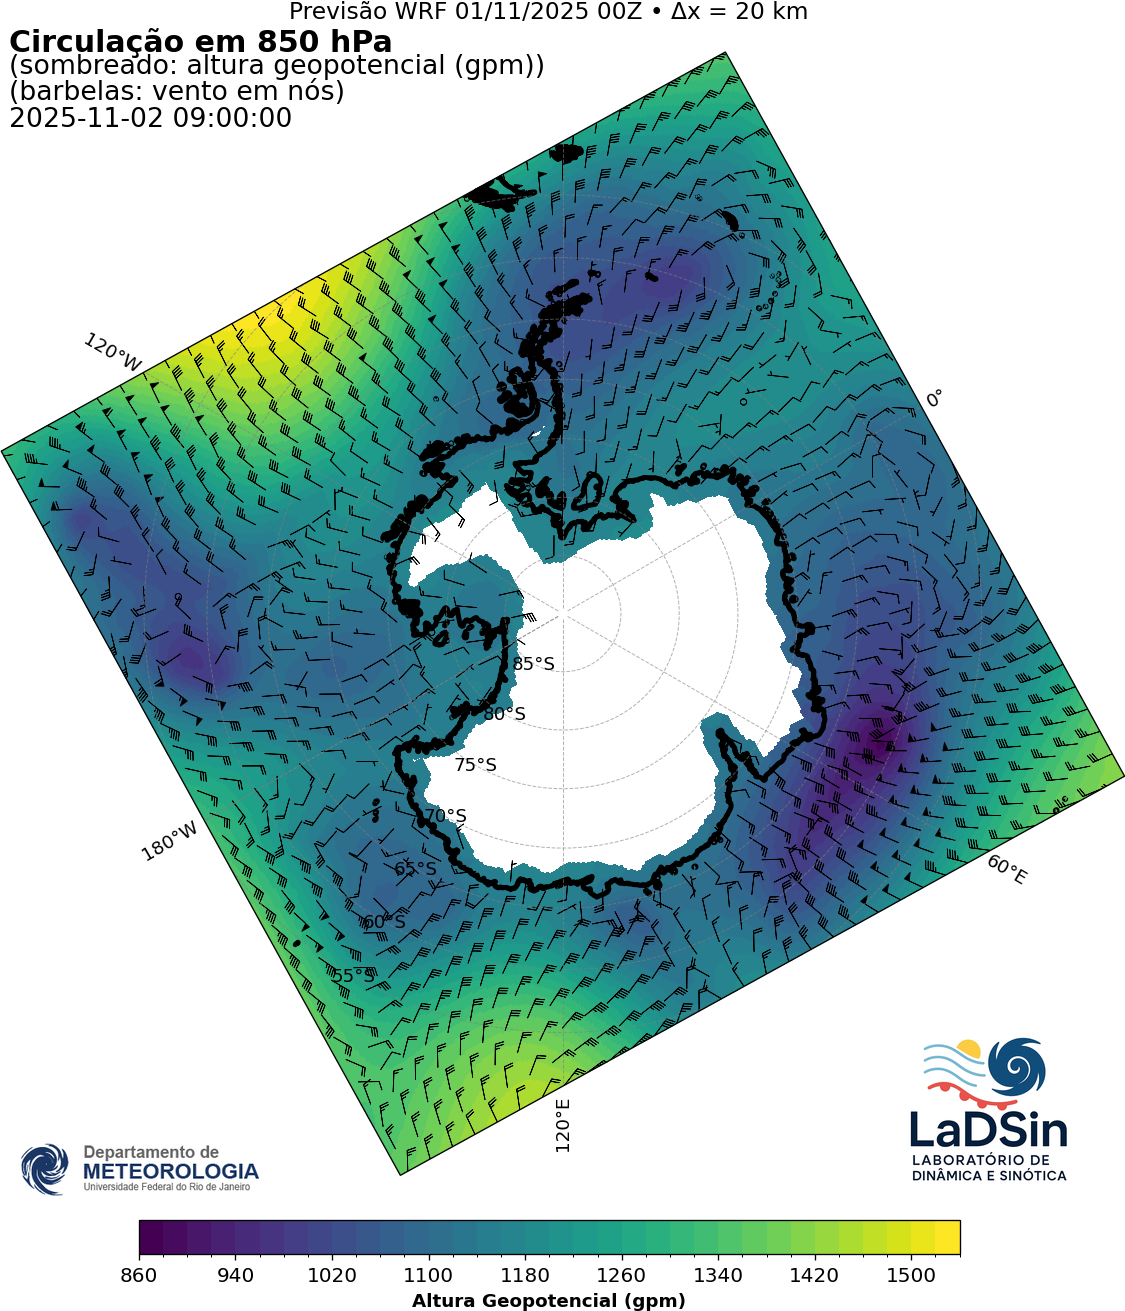 Previsão WRF 01/11/2025 00Z • Δx = 20 km
Circulação em 850 hPa
(sombreado: altura geopotencial (gpm))
(barbelas: vento em nós)
2025-11-02 09:00:00
120°W
0°
85°S
80°S
75°S
70°S
180°W
65°S
60°E
60°S
55°S
120°E
LaDSin
LABORATÓRIO DE
DINÂMICA E SINÓTICA
Departamento de
METEOROLOGIA
Universidade Federal do Rio de Janeiro
860 940 1020 1100 1180 1260 1340 1420 1500
Altura Geopotencial (gpm)